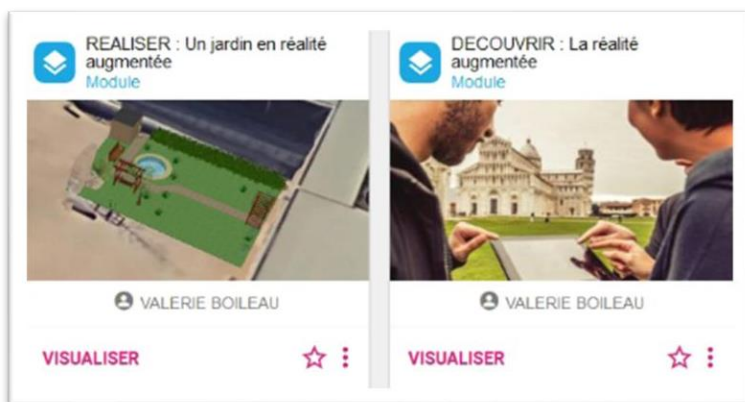 REALISER : Un jardin en réalité
augmentée
Module
VALERIE BOILEAU
VISUALISER
DECOUVRIR : La réalité
augmentée
Module
VALERIE BOILEAU
VISUALISER